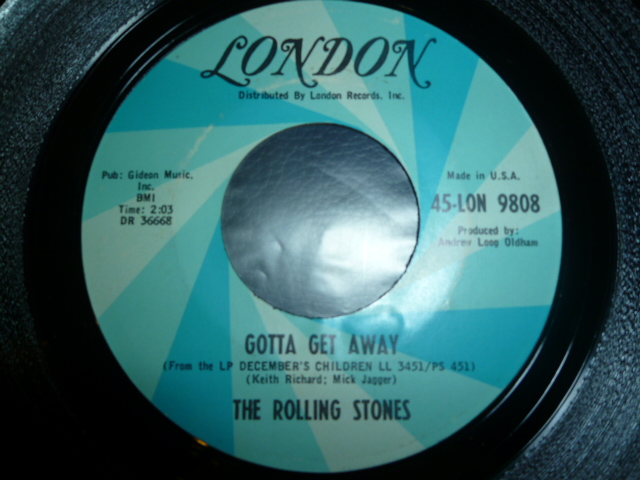 LONDON
Distributed By London Records, Inc.
Pub: Gideon Music,
Inc.
BMI
Time: 2:03
DR 36668
Made in U.S.A.
45-LON 9808
Produced by:
Andrew Loog Oldham
GOTTA GET AWAY
(From the LP DECEMBER'S CHILDREN LL 3451/PS 451)
(Keith Richard; Mick Jagger)
THE ROLLING STONES